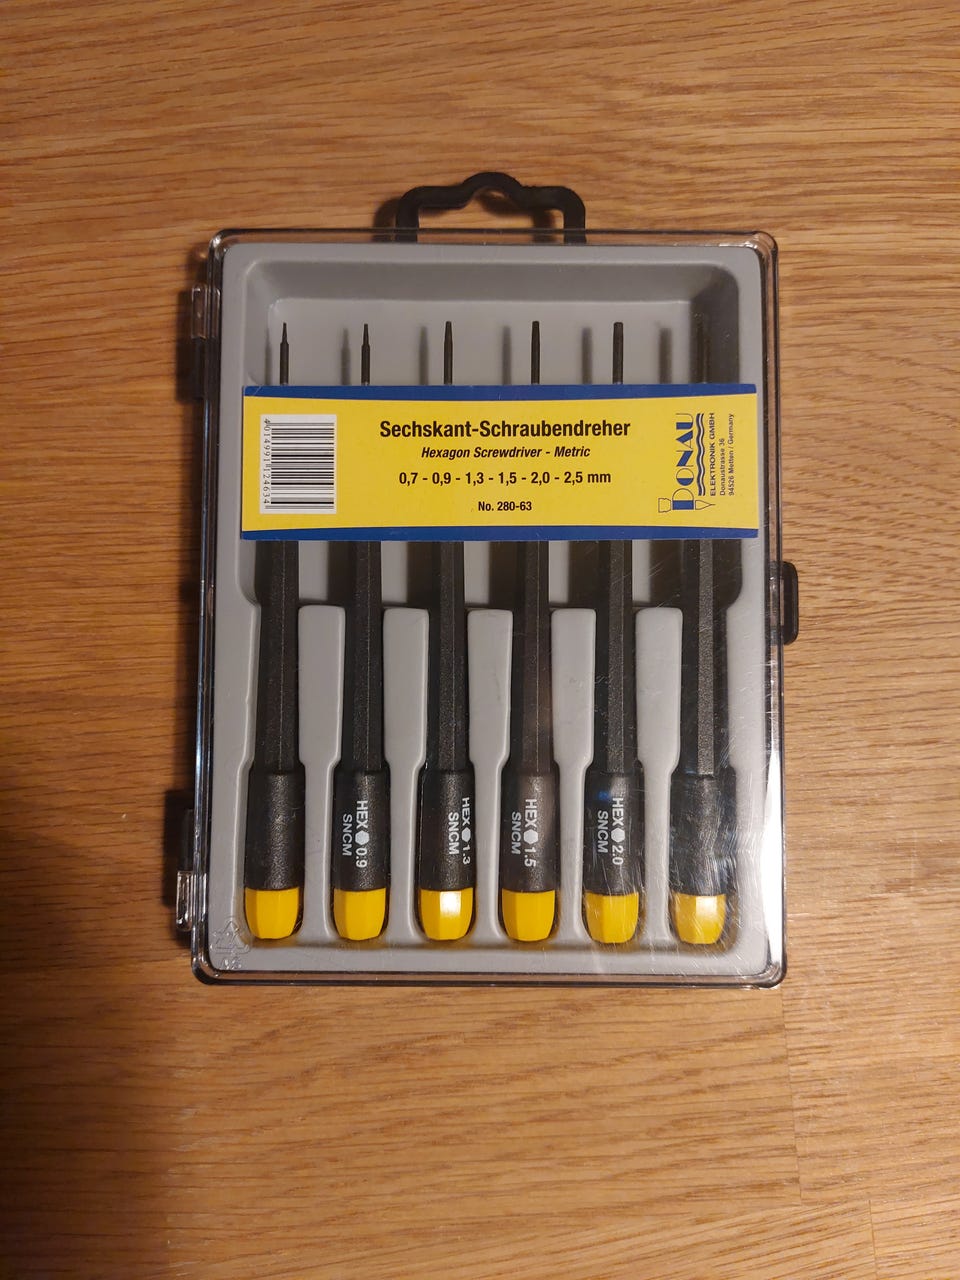 Sechskant-Schraubendreher
Hexagon Screwdriver - Metric
0,7 - 0,9 - 1,3 - 1,5 - 2,0 - 2,5 mm
No. 280-63
DONAU
ELEKTRONIK GMBH
Donaustrasse 36
94526 Metten / Germany
HEX 0.9
SNCM
HEX 1.3
SNCM
HEX 1.5
SNCM
HEX 2.0
SNCM